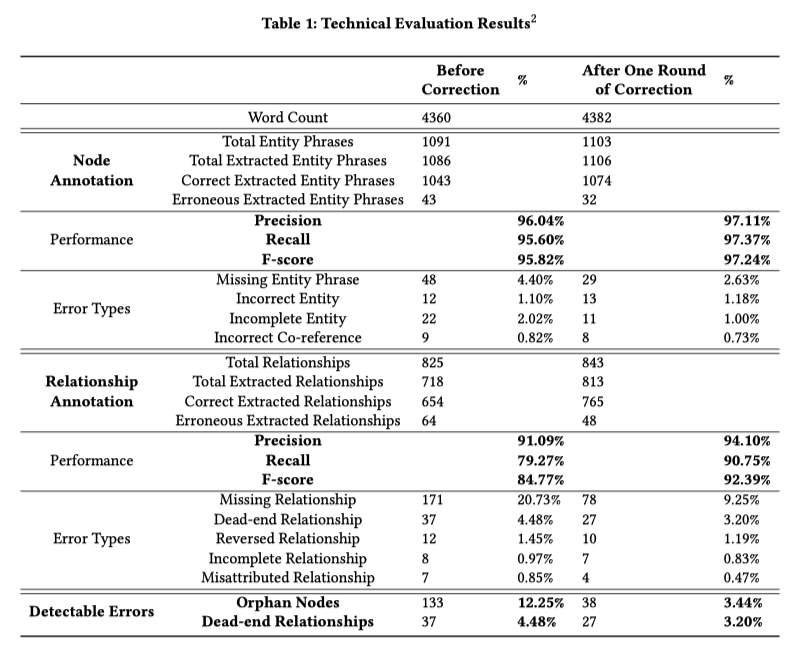 Table 1: Technical Evaluation Results²
Before Correction % After One Round of Correction %
Word Count 4360 4382
Node Annotation
Total Entity Phrases 1091 1103
Total Extracted Entity Phrases 1086 1106
Correct Extracted Entity Phrases 1043 1074
Erroneous Extracted Entity Phrases 43 32
Performance
Precision 96.04% 97.11%
Recall 95.60% 97.37%
F-score 95.82% 97.24%
Error Types
Missing Entity Phrase 48 4.40% 29 2.63%
Incorrect Entity 12 1.10% 13 1.18%
Incomplete Entity 22 2.02% 11 1.00%
Incorrect Co-reference 9 0.82% 8 0.73%
Relationship Annotation
Total Relationships 825 843
Total Extracted Relationships 718 813
Correct Extracted Relationships 654 765
Erroneous Extracted Relationships 64 48
Performance
Precision 91.09% 94.10%
Recall 79.27% 90.75%
F-score 84.77% 92.39%
Error Types
Missing Relationship 171 20.73% 78 9.25%
Dead-end Relationship 37 4.48% 27 3.20%
Reversed Relationship 12 1.45% 10 1.19%
Incomplete Relationship 8 0.97% 7 0.83%
Misattributed Relationship 7 0.85% 4 0.47%
Detectable Errors
Orphan Nodes 133 12.25% 38 3.44%
Dead-end Relationships 37 4.48% 27 3.20%